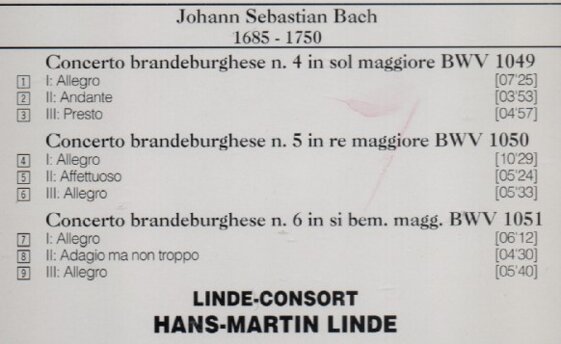 Johann Sebastian Bach
1685 - 1750
Concerto brandeburghese n. 4 in sol maggiore BWV 1049
1 I: Allegro [07'25]
2 II: Andante [03'53]
3 III: Presto [04'57]
Concerto brandeburghese n. 5 in re maggiore BWV 1050
4 I: Allegro [10'29]
5 II: Affettuoso [05'24]
6 III: Allegro [05'33]
Concerto brandeburghese n. 6 in si bem. magg. BWV 1051
7 I: Allegro [06'12]
8 II: Adagio ma non troppo [04'30]
9 III: Allegro [05'40]
LINDE-CONSORT
HANS-MARTIN LINDE